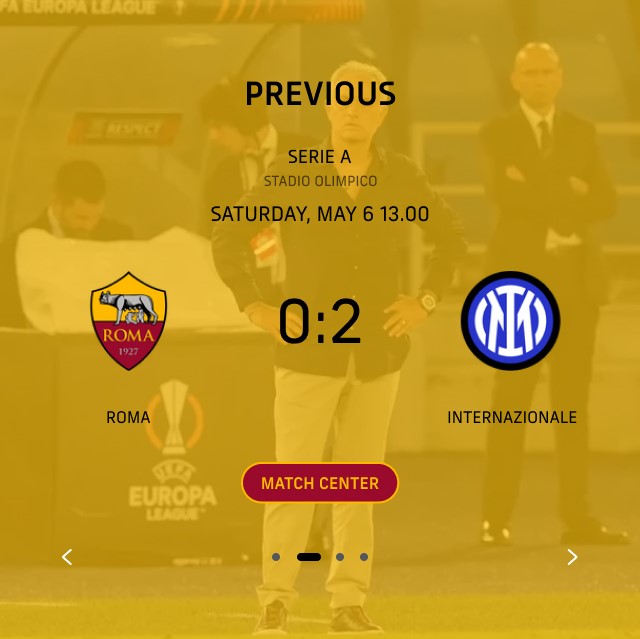 FA EUROPA LEAGUE
PREVIOUS
RESPECT
SERIE A
STADIO OLIMPICO
SATURDAY, MAY 6 13.00
ROMA
1927
0:2
ROMA
INTERNAZIONALE
MATCH CENTER
UEFA
EUROPA
LEAGUE